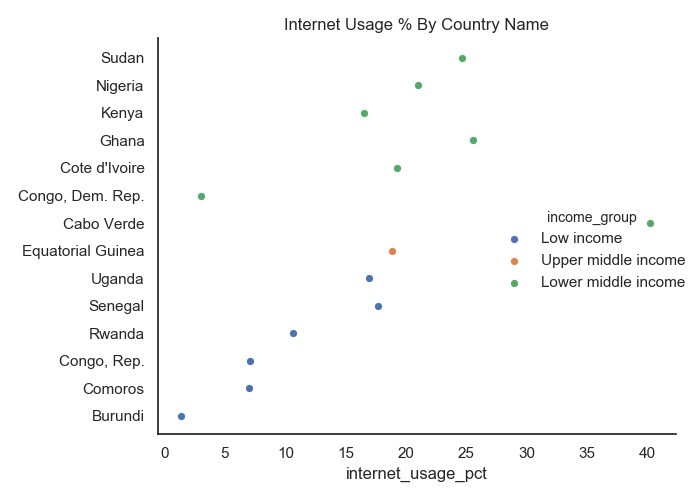 Internet Usage % By Country Name
Sudan
Nigeria
Kenya
Ghana
Cote d'Ivoire
Congo, Dem. Rep.
Cabo Verde
Equatorial Guinea
Uganda
Senegal
Rwanda
Congo, Rep.
Comoros
Burundi
income_group
Low income
Upper middle income
Lower middle income
0 5 10 15 20 25 30 35 40
internet_usage_pct